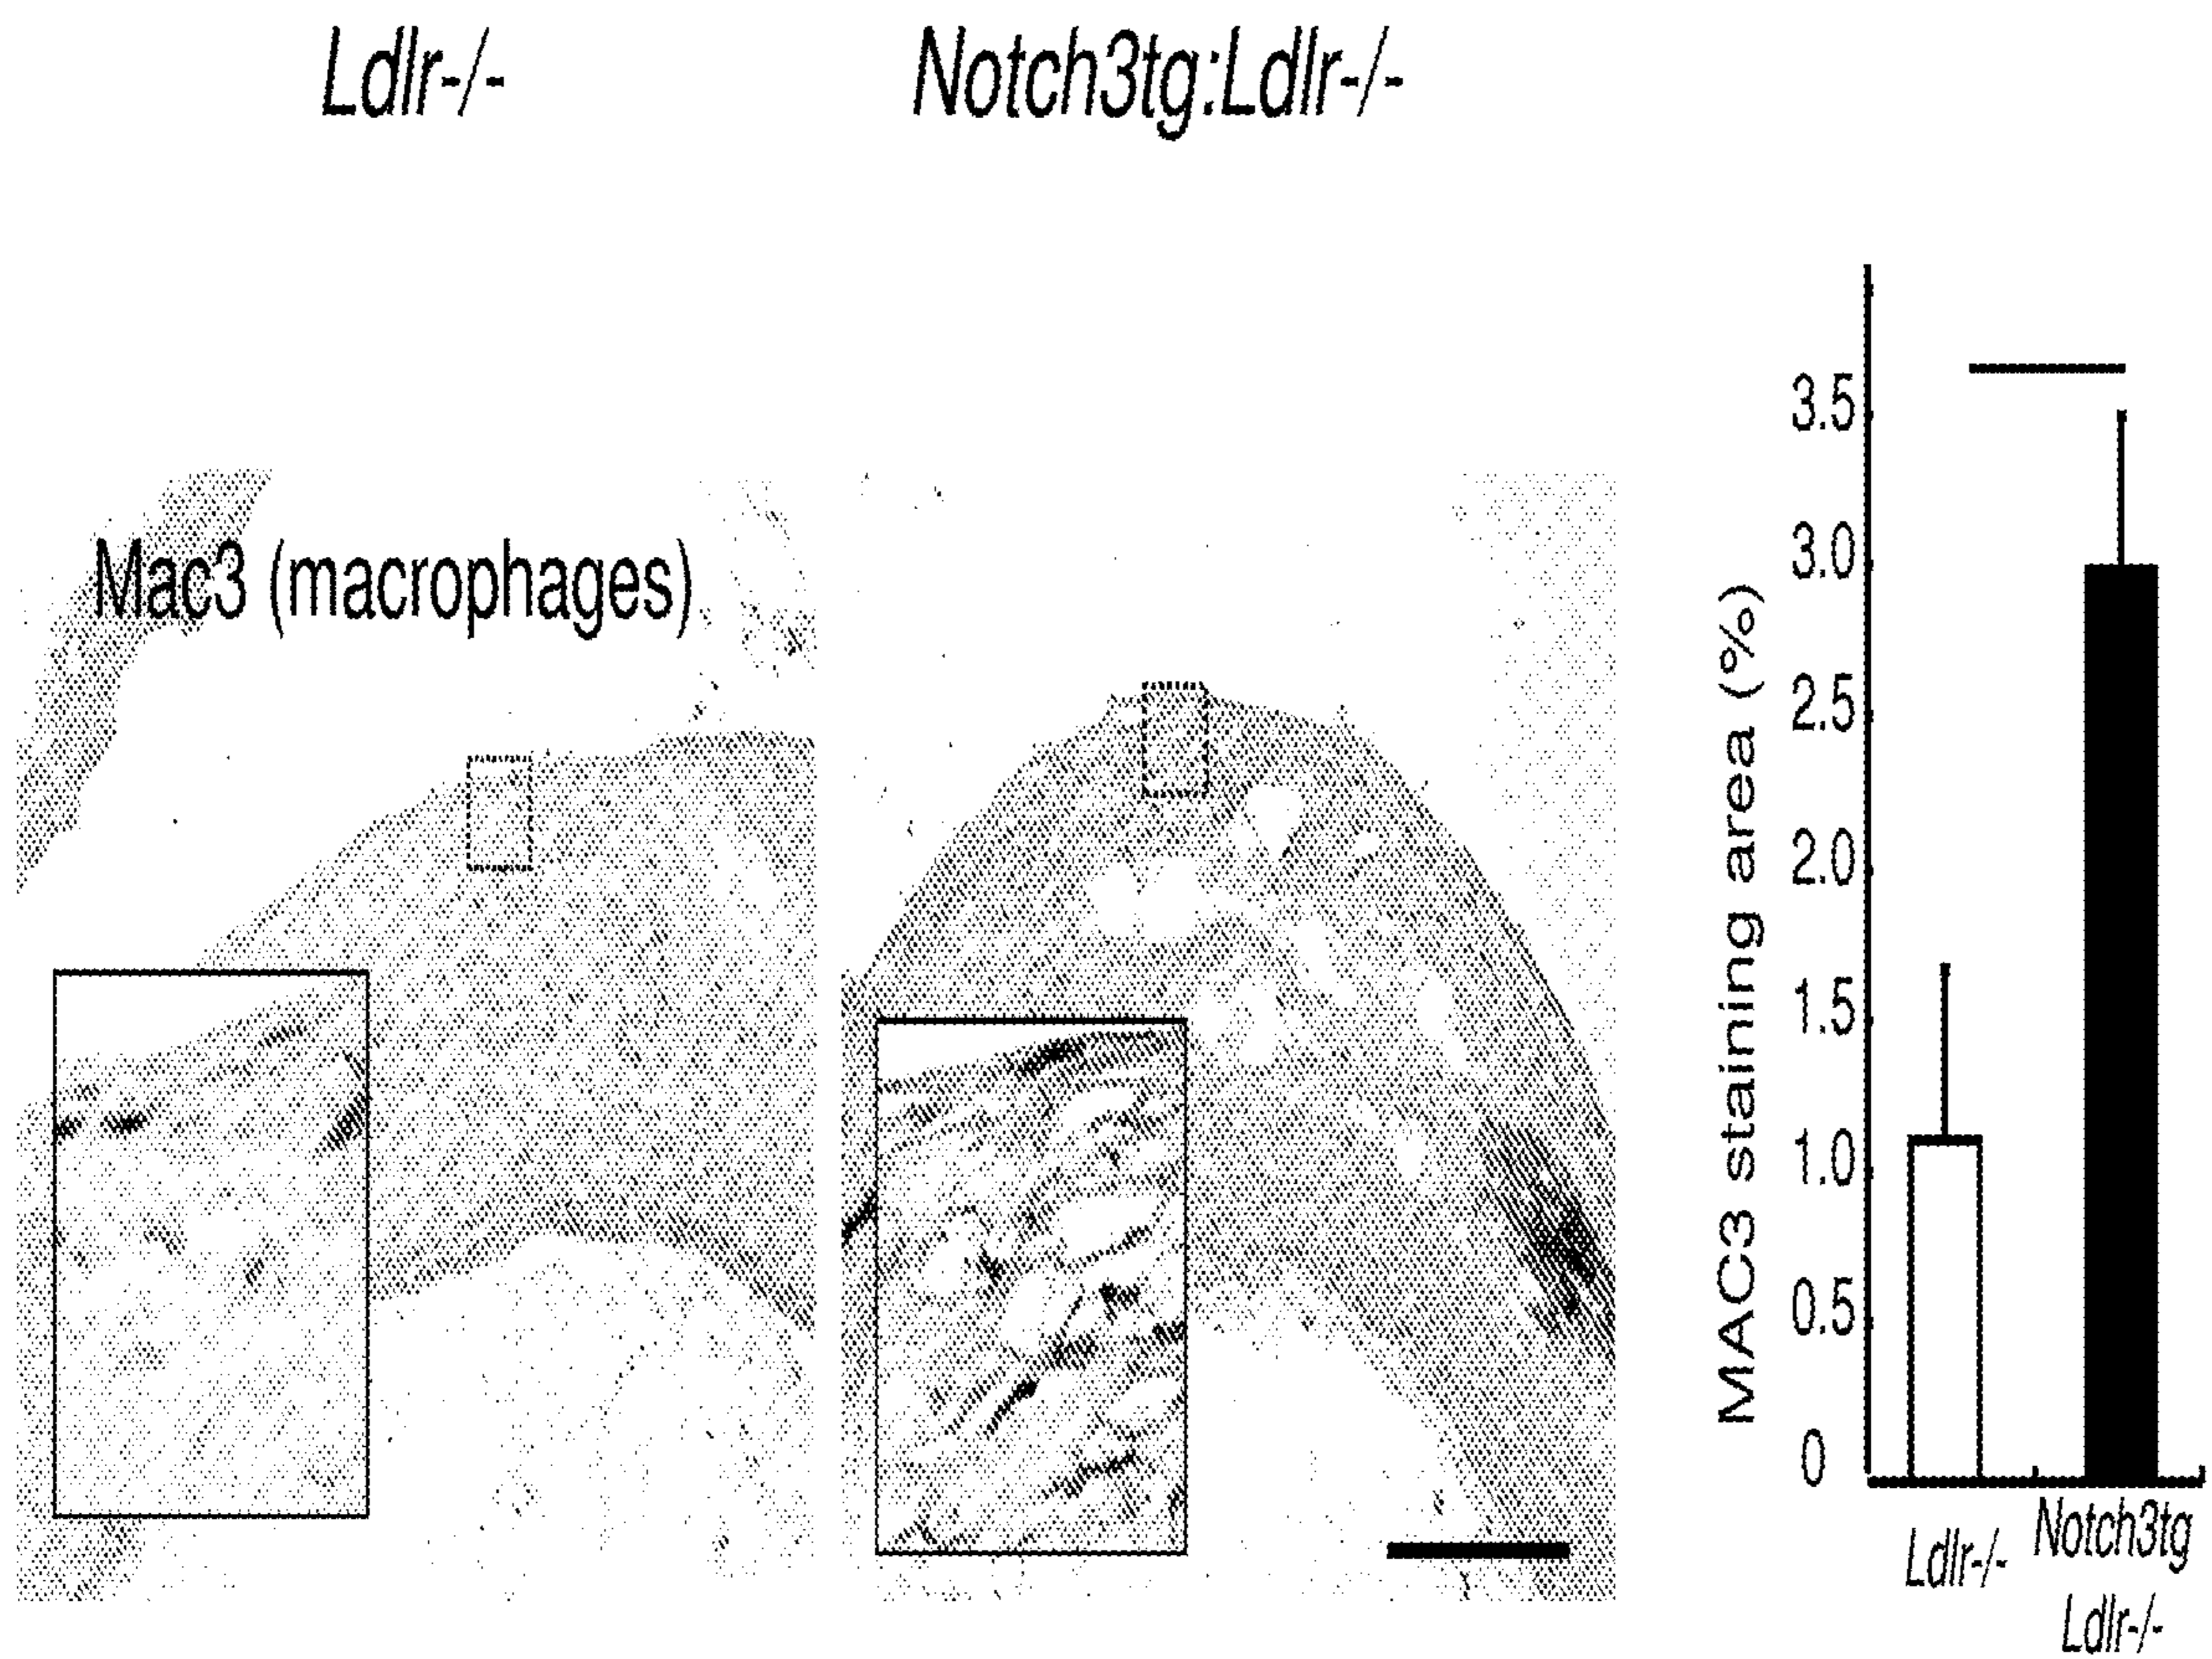 Ldlr-/-
Notch3tg:Ldlr-/-
Mac3 (macrophages)
MAC3 staining area (%)
3.5
3.0
2.5
2.0
1.5
1.0
0.5
0
Ldlr-/-
Notch3tg
Ldlr-/-